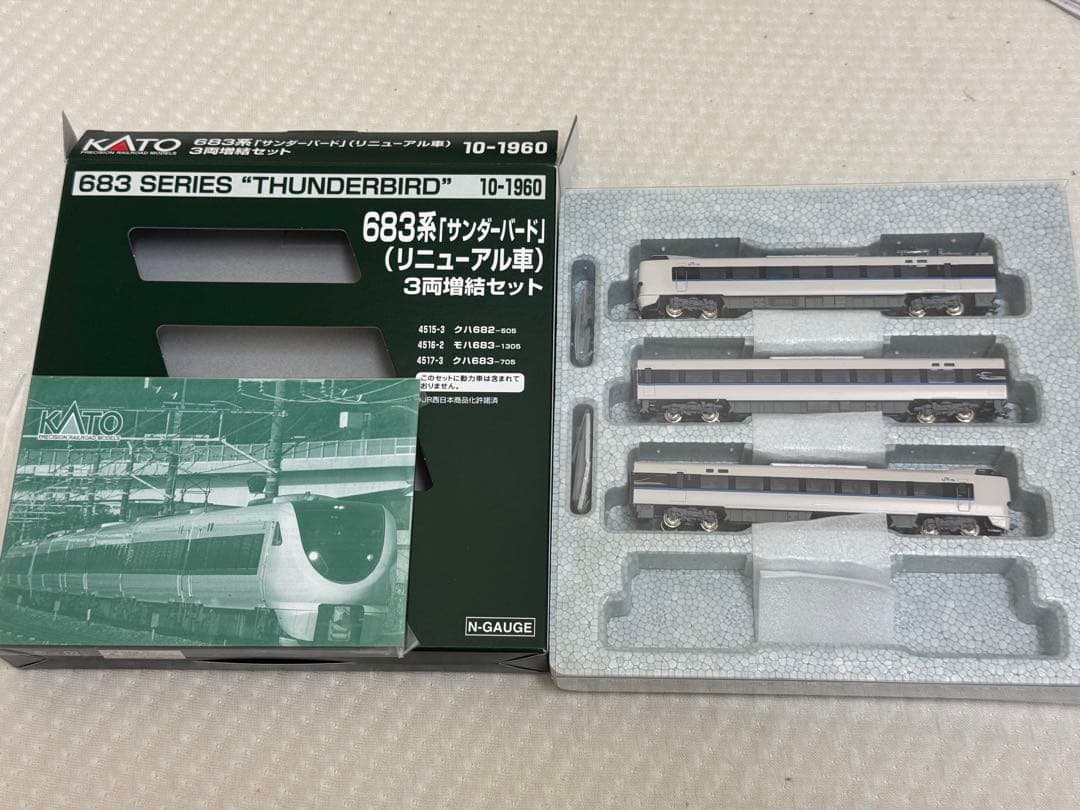 KATO
PRECISION RAILROAD MODELS
683系「サンダーバード」(リニューアル車)
3両増結セット
10-1960
683 SERIES “THUNDERBIRD”
10-1960
683系「サンダーバード」
(リニューアル車)
3両増結セット
4515-3 クハ682-505
4516-2 モハ683-1305
4517-3 クハ683-705
このセットに動力車は含まれて
おりません。
JR西日本商品化許諾済
N-GAUGE
KATO
PRECISION RAILROAD MODELS